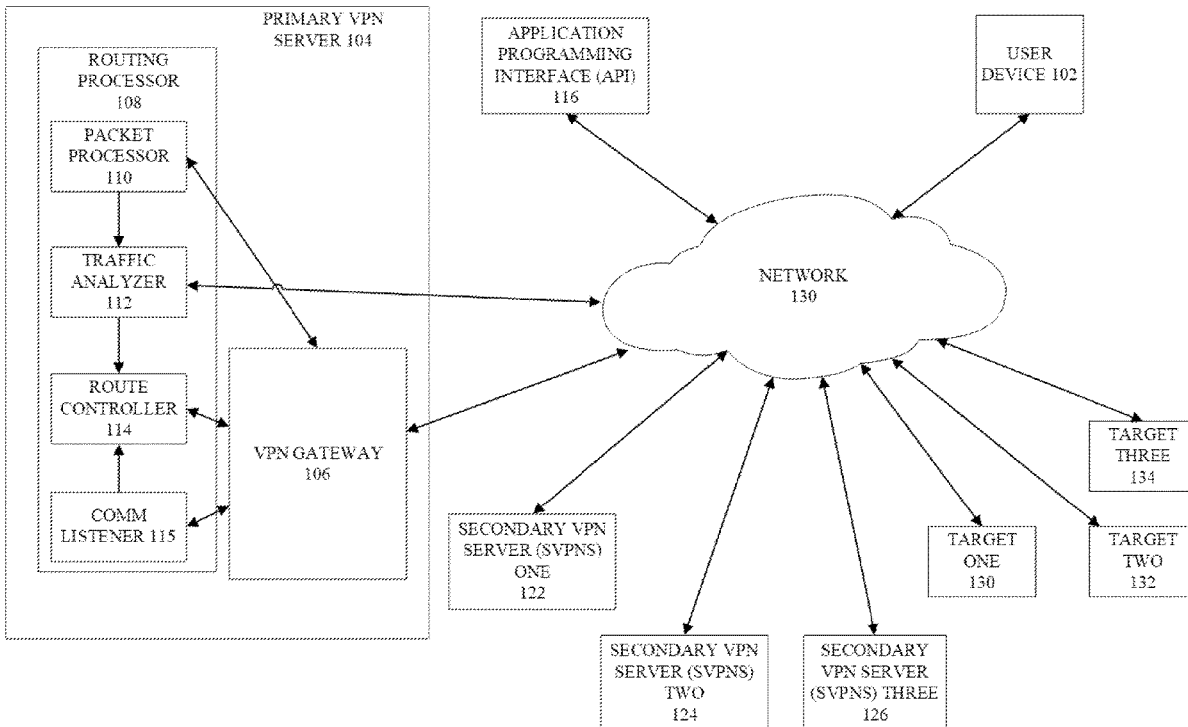 PRIMARY VPN
SERVER 104
ROUTING
PROCESSOR
108
PACKET
PROCESSOR
110
TRAFFIC
ANALYZER
112
ROUTE
CONTROLLER
114
COMM
LISTENER 115
VPN GATEWAY
106
APPLICATION
PROGRAMMING
INTERFACE (API)
116
USER
DEVICE 102
NETWORK
130
SECONDARY VPN
SERVER (SVPNS)
ONE
122
SECONDARY VPN
SERVER (SVPNS)
TWO
124
SECONDARY
VPN SERVER
(SVPNS) THREE
126
TARGET
ONE
130
TARGET
TWO
132
TARGET
THREE
134